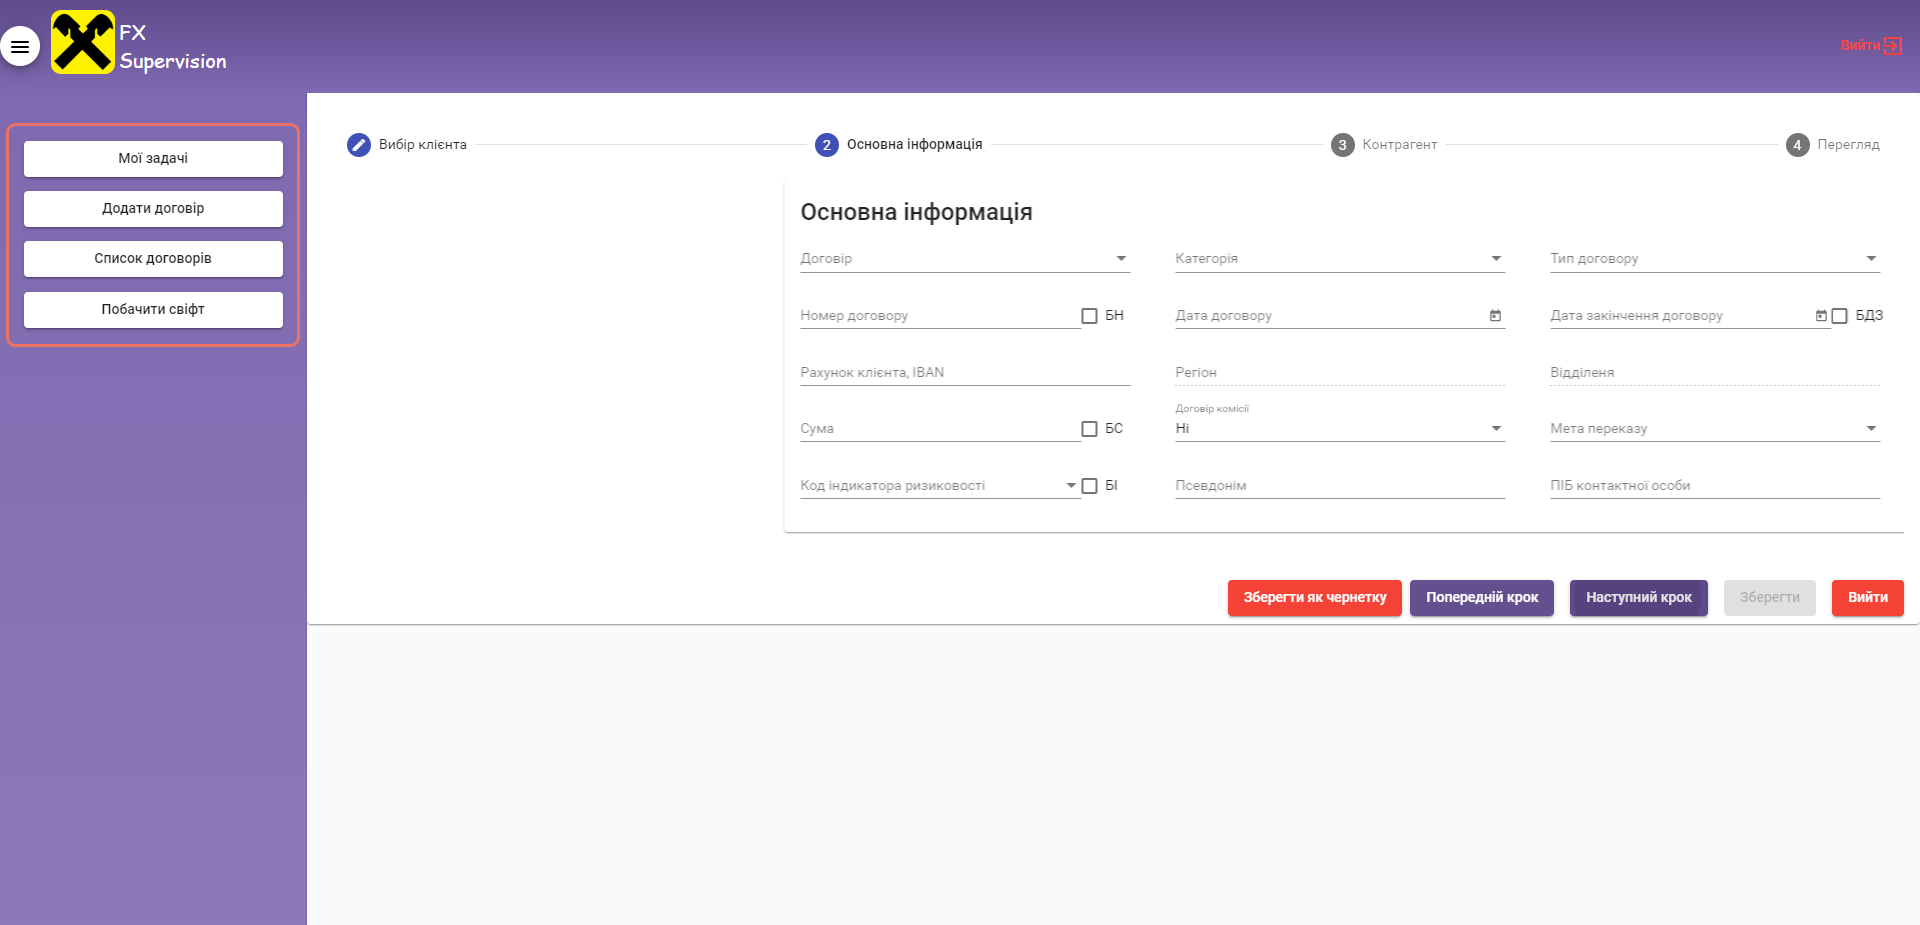 FX
Supervision
Вийти
Мої задачі
Додати договір
Список договорів
Побачити свіфт
Вибір клієнта
2 Основна інформація
3 Контрагент
4 Перегляд
Основна інформація
Договір
Категорія
Тип договору
Номер договору
БН
Дата договору
Дата закінчення договору
БДЗ
Рахунок клієнта, IBAN
Регіон
Відділеня
Сума
БС
Договір комісії
Ні
Мета переказу
Код індикатора ризиковості
БІ
Псевдонім
ПІБ контактної особи
Зберегти як чернетку
Попередній крок
Наступний крок
Зберегти
Вийти